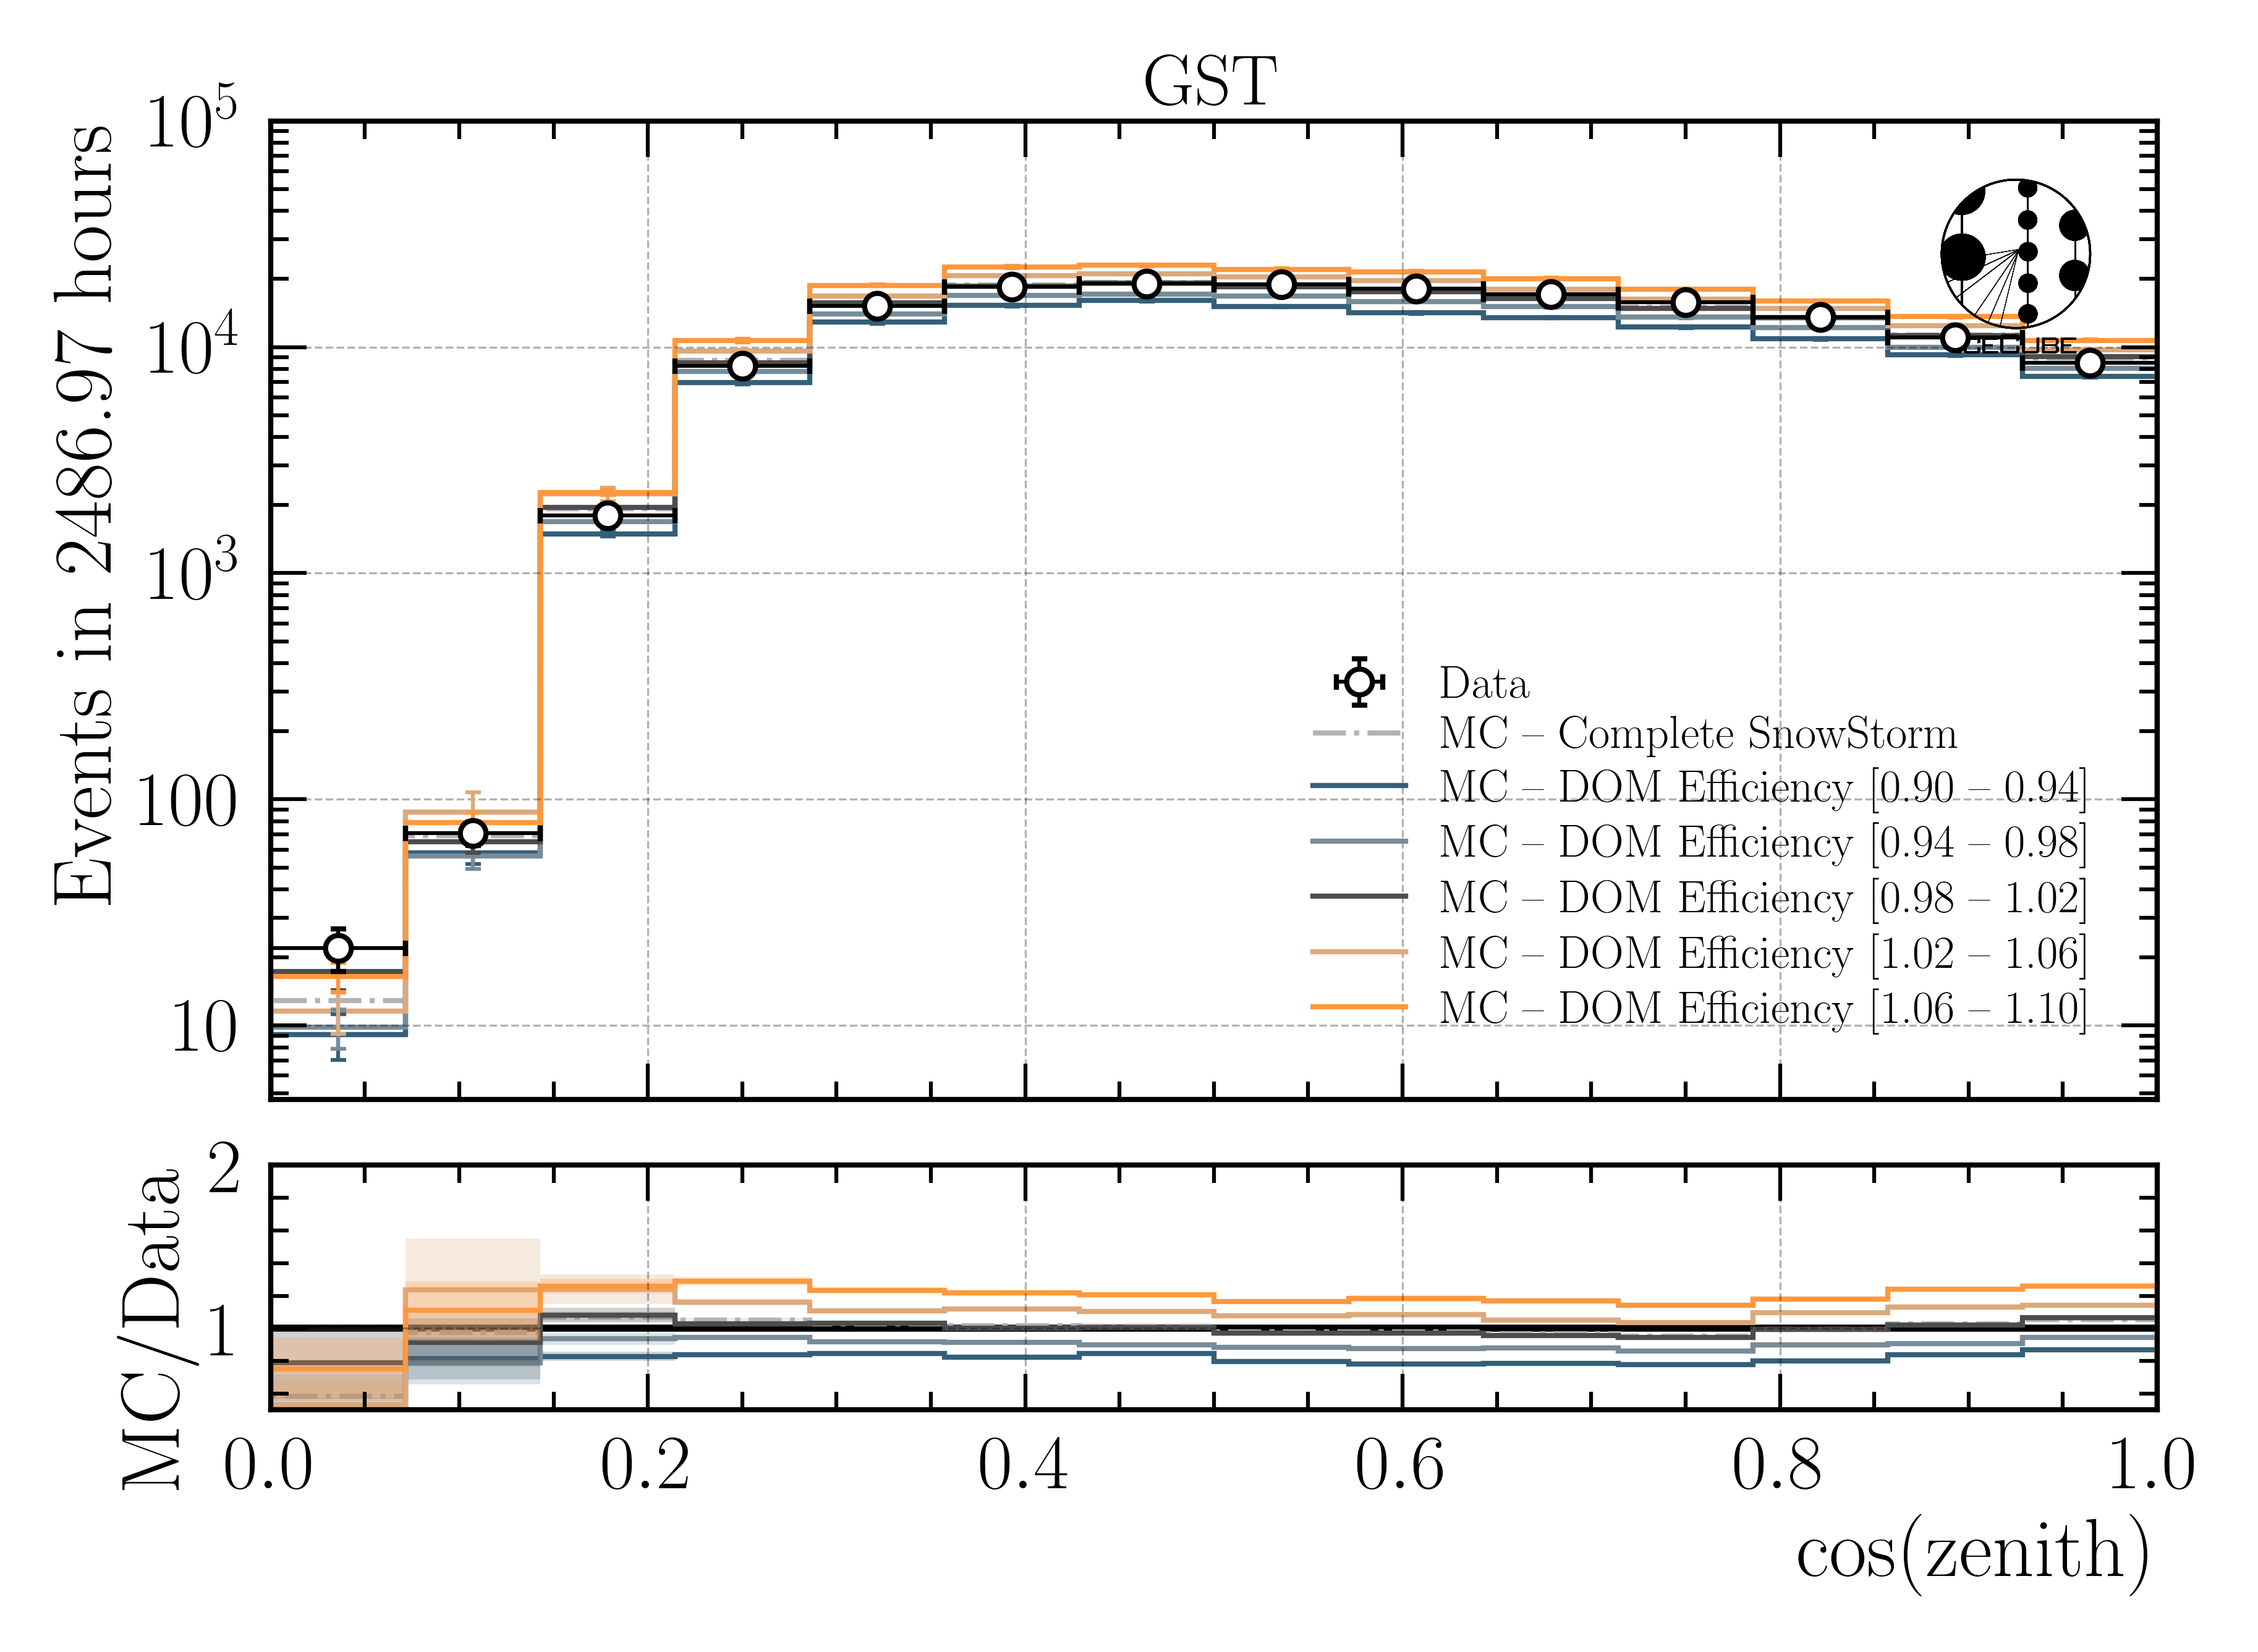 GST
Events in 2486.97 hours
10^5
10^4
10^3
100
10
Data
MC – Complete SnowStorm
MC – DOM Efficiency [0.90 – 0.94]
MC – DOM Efficiency [0.94 – 0.98]
MC – DOM Efficiency [0.98 – 1.02]
MC – DOM Efficiency [1.02 – 1.06]
MC – DOM Efficiency [1.06 – 1.10]
ICECUBE
MC/Data
2
1
0.0 0.2 0.4 0.6 0.8 1.0
cos(zenith)